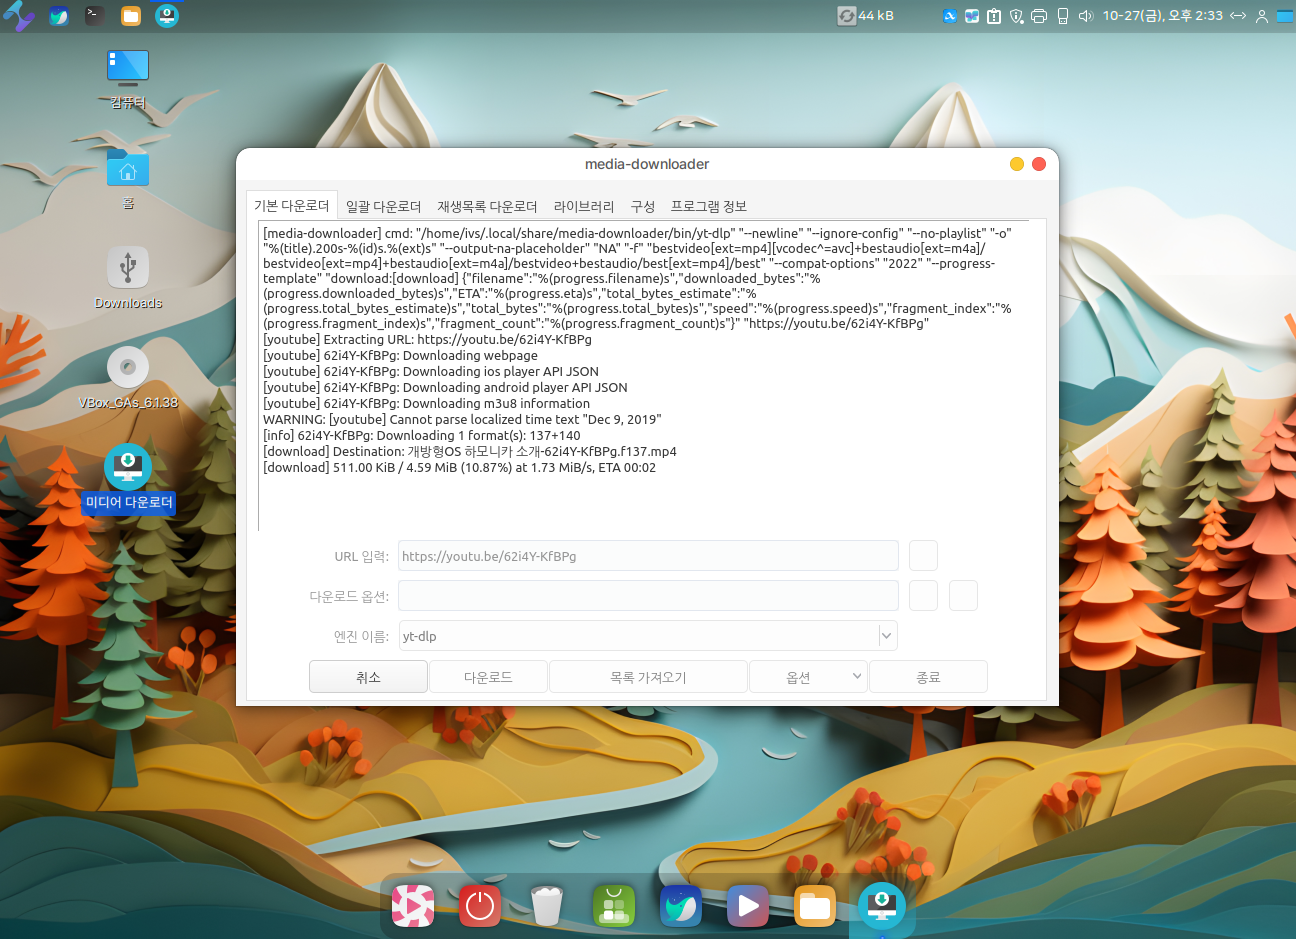 44 kB
10-27(금), 오후 2:33
컴퓨터
홈
Downloads
VBox_GAs_6.1.38
미디어 다운로더
media-downloader
기본 다운로더 일괄 다운로더 재생목록 다운로더 라이브러리 구성 프로그램 정보
[media-downloader] cmd: "/home/ivs/.local/share/media-downloader/bin/yt-dlp" "--newline" "--ignore-config" "--no-playlist" "-o"
"%(title).200s-%(id)s.%(ext)s" "--output-na-placeholder" "NA" "-f" "bestvideo[ext=mp4][vcodec^=avc]+bestaudio[ext=m4a]/
bestvideo[ext=mp4]+bestaudio[ext=m4a]/bestvideo+bestaudio/best[ext=mp4]/best" "--compat-options" "2022" "--progress-
template" "download:[download] {"filename":"%(progress.filename)s","downloaded_bytes":"%
(progress.downloaded_bytes)s","ETA":"%(progress.eta)s","total_bytes_estimate":"%
(progress.total_bytes_estimate)s","total_bytes":"%(progress.total_bytes)s","speed":"%(progress.speed)s","fragment_index":"%
(progress.fragment_index)s","fragment_count":"%(progress.fragment_count)s"}" "https://youtu.be/62i4Y-KfBPg"
[youtube] Extracting URL: https://youtu.be/62i4Y-KfBPg
[youtube] 62i4Y-KfBPg: Downloading webpage
[youtube] 62i4Y-KfBPg: Downloading ios player API JSON
[youtube] 62i4Y-KfBPg: Downloading android player API JSON
[youtube] 62i4Y-KfBPg: Downloading m3u8 information
WARNING: [youtube] Cannot parse localized time text "Dec 9, 2019"
[info] 62i4Y-KfBPg: Downloading 1 format(s): 137+140
[download] Destination: 개방형OS 하모니카 소개-62i4Y-KfBPg.f137.mp4
[download] 511.00 KiB / 4.59 MiB (10.87%) at 1.73 MiB/s, ETA 00:02
URL 입력: https://youtu.be/62i4Y-KfBPg
다운로드 옵션:
엔진 이름: yt-dlp
취소 다운로드 목록 가져오기 옵션 종료